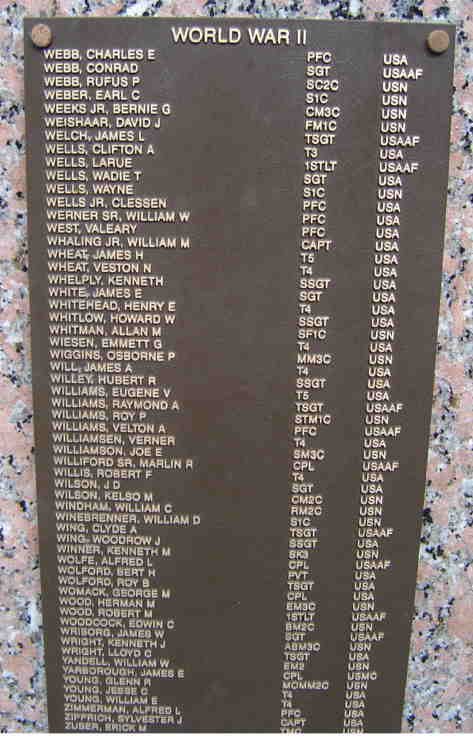 WORLD WAR II
WEBB, CHARLES E PFC USA
WEBB, CONRAD SGT USAAF
WEBB, RUFUS P SC2C USN
WEBER, EARL C S1C USN
WEEKS JR, BERNIE G CM3C USN
WEISHAAR, DAVID J FM1C USN
WELCH, JAMES L TSGT USAAF
WELLS, CLIFTON A T3 USA
WELLS, LARUE 1STLT USAAF
WELLS, WADIE T SGT USA
WELLS, WAYNE S1C USN
WELLS JR, CLESSEN PFC USA
WERNER SR, WILLIAM W PFC USA
WEST, VALEARY PFC USA
WHALING JR, WILLIAM M CAPT USA
WHEAT, JAMES H T5 USA
WHEAT, VESTON N T4 USA
WHELPLY, KENNETH SSGT USA
WHITE, JAMES E SGT USA
WHITEHEAD, HENRY E T4 USA
WHITLOW, HOWARD W SSGT USA
WHITMAN, ALLAN M SF1C USN
WIESEN, EMMETT G T4 USA
WIGGINS, OSBORNE P MM3C USN
WILL, JAMES A T4 USA
WILLEY, HUBERT R SSGT USA
WILLIAMS, EUGENE V T5 USA
WILLIAMS, RAYMOND A TSGT USAAF
WILLIAMS, ROY P STM1C USN
WILLIAMS, VELTON A PFC USAAF
WILLIAMSEN, VERNER T4 USA
WILLIAMSON, JOE E SM3C USN
WILLIFORD SR, MARLIN R CPL USAAF
WILLIS, ROBERT F T4 USA
WILSON, J D SGT USA
WILSON, KELSO M CM2C USN
WINDHAM, WILLIAM C RM2C USN
WINEBRENNER, WILLIAM D S1C USN
WING, CLYDE A TSGT USAAF
WING, WOODROW J SSGT USA
WINNER, KENNETH M SK3 USN
WOLFE, ALFRED L CPL USAAF
WOLFORD, BERT H PVT USA
WOLFORD, ROY B TSGT USA
WOMACK, GEORGE M CPL USA
WOOD, HERMAN M EM3C USN
WOOD, ROBERT M 1STLT USAAF
WOODCOCK, EDWIN C BM2C USN
WRISORG, JAMES W SGT USAAF
WRIGHT, KENNETH J ABM3C USN
WRIGHT, LLOYD C TSGT USA
YANDELL, WILLIAM W EM2 USN
YARBOROUGH, JAMES E CPL USMC
YOUNG, GLENN R MOMM2C USN
YOUNG, JESSE C T4 USA
YOUNG, WILLIAM E T4 USA
ZIMMERMAN, ALFRED L PFC USA
ZIPFRICH, SYLVESTER J CAPT USA
ZUBER, ERICK M TMC USN